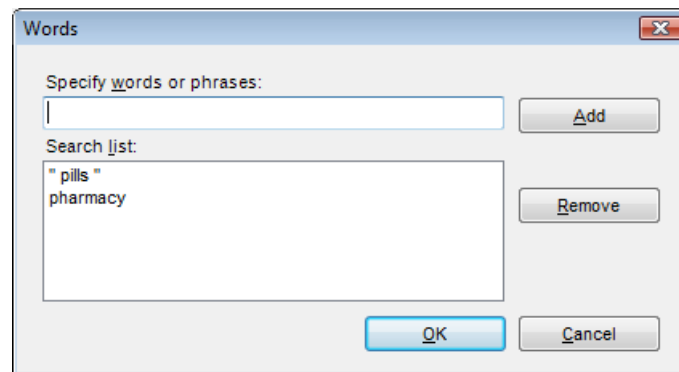 Words
Specify words or phrases:
Add
Search list:
" pills "
pharmacy
Remove
OK
Cancel